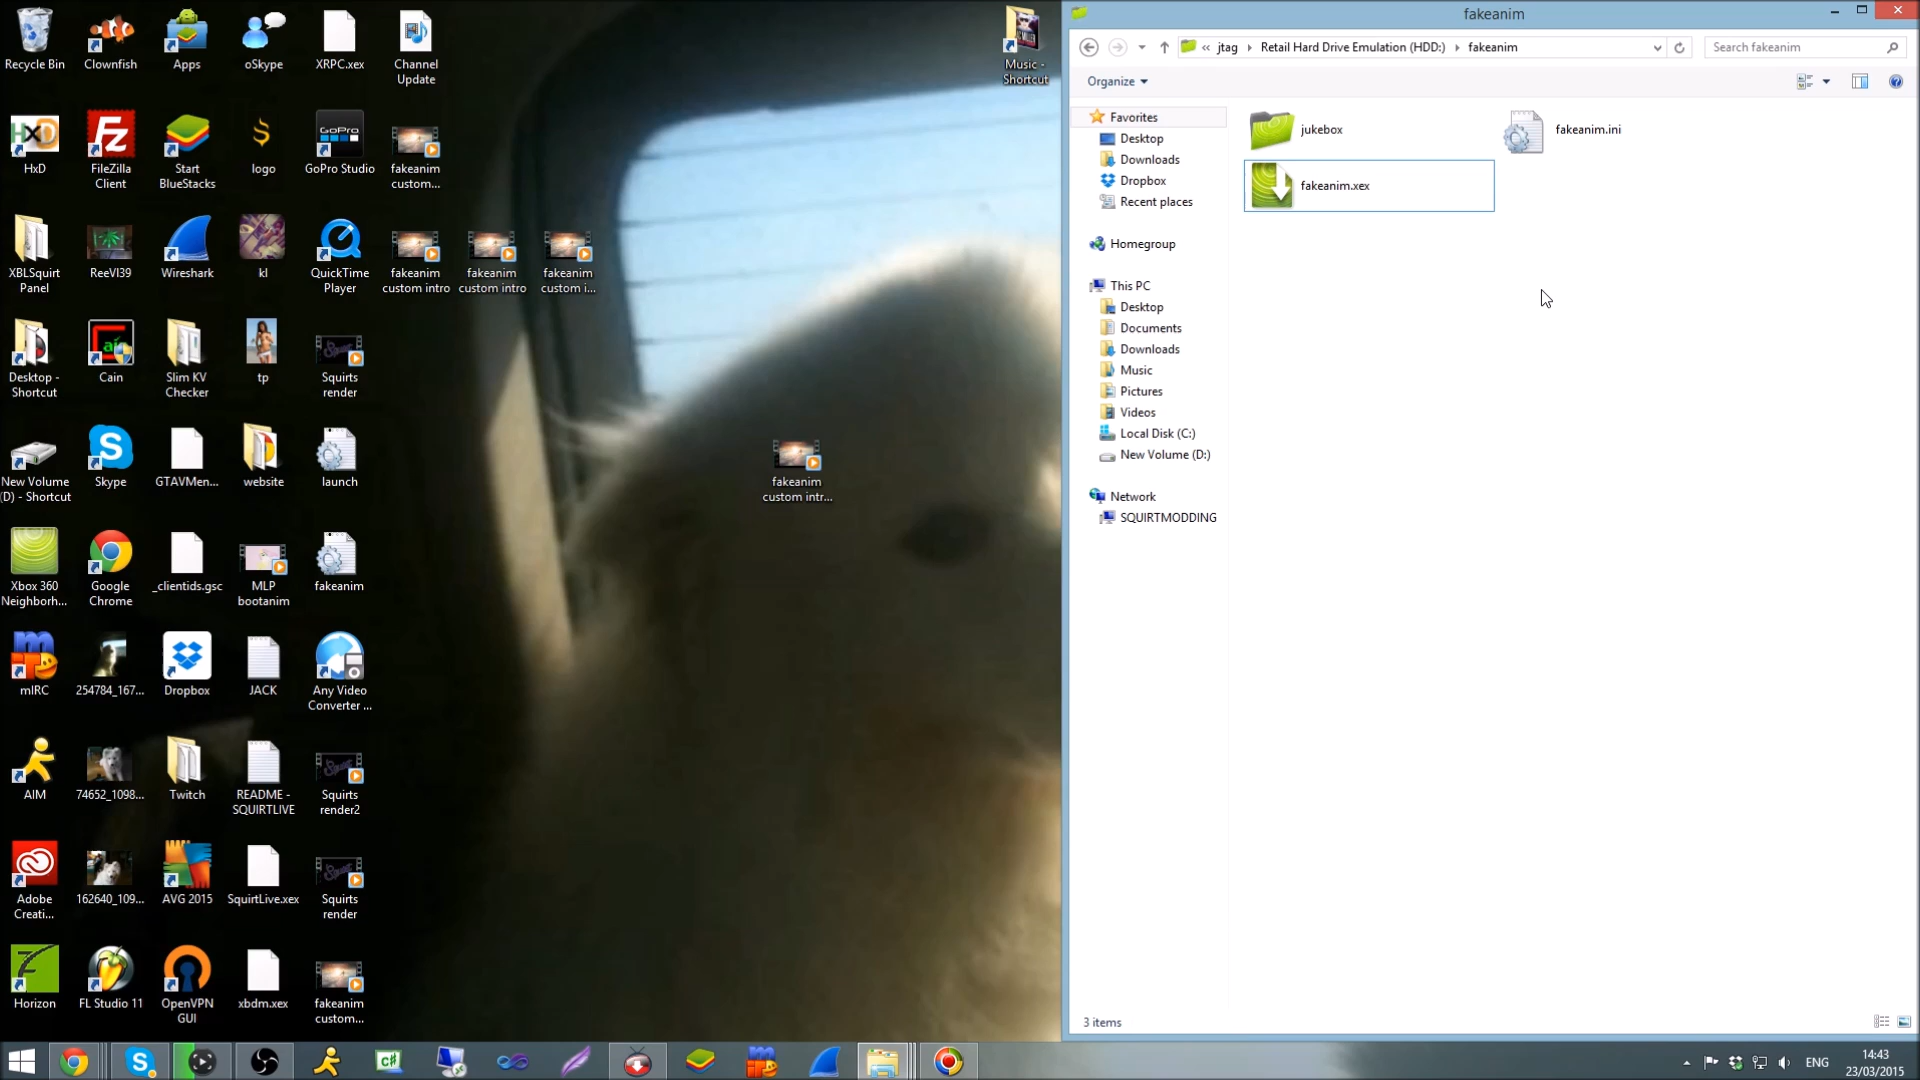 Recycle Bin
Clownfish
Apps
oSkype
XRPC.xex
Channel
Update
HxD
FileZilla
Client
Start
BlueStacks
logo
GoPro
GoPro Studio
fakeanim
custom...
XBLSquirt
Panel
ReeVl39
Wireshark
kl
QuickTime
Player
fakeanim
custom intro
fakeanim
custom intro
fakeanim
custom i...
Desktop -
Shortcut
Cain
Slim KV
Checker
tp
Squirts
render
New Volume
(D) - Shortcut
Skype
GTAVMen...
website
launch
fakeanim
custom intr...
Xbox 360
Neighborh...
Google
Chrome
_clientids.gsc
MLP
bootanim
fakeanim
mIRC
254784_167...
Dropbox
JACK
Any Video
Converter ...
AIM
74652_1098...
Twitch
README -
SQUIRTLIVE
Squirts
render2
Adobe
Creati...
162640_109...
AVG 2015
SquirtLive.xex
Squirts
render
Horizon
FL Studio 11
OpenVPN
GUI
xbdm.xex
fakeanim
custom...
Music -
Shortcut
fakeanim
« jtag
Retail Hard Drive Emulation (HDD:)
fakeanim
Search fakeanim
Organize
Favorites
Desktop
Downloads
Dropbox
Recent places
Homegroup
This PC
Desktop
Documents
Downloads
Music
Pictures
Videos
Local Disk (C:)
New Volume (D:)
Network
SQUIRTMODDING
jukebox
fakeanim.ini
fakeanim.xex
3 items
ENG
14:43
23/03/2015